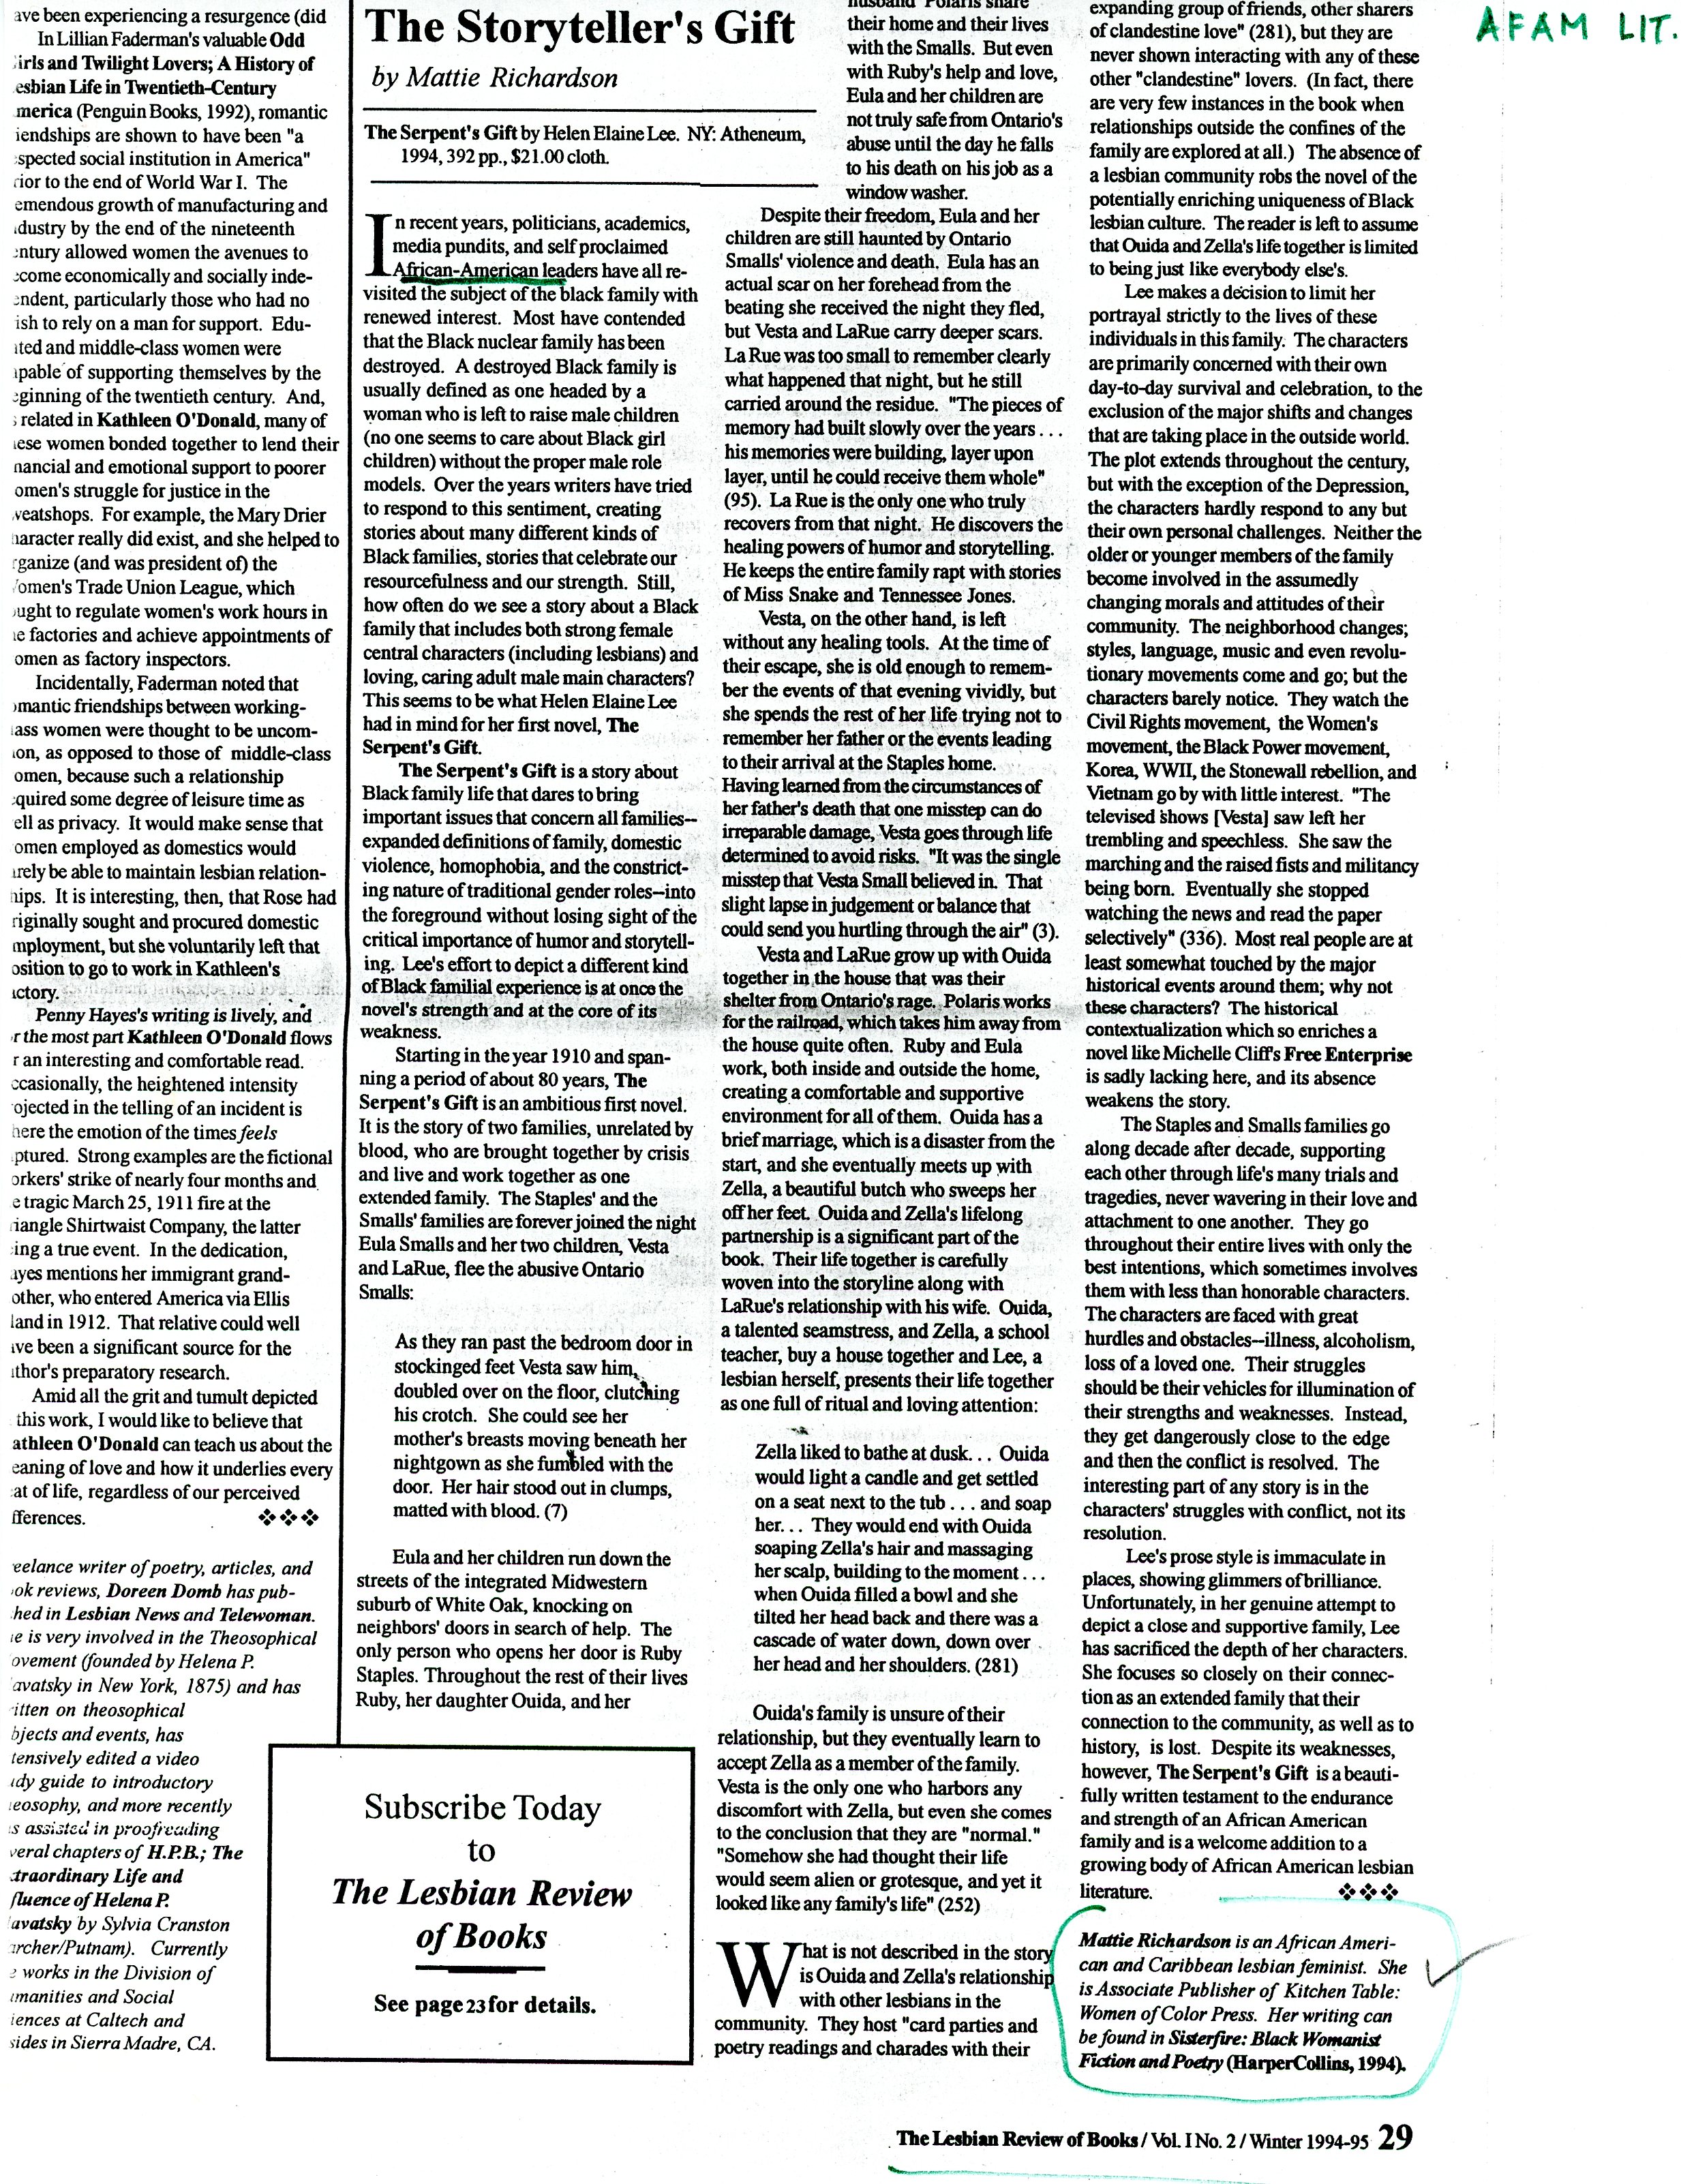 AFAM LIT.
ave been experiencing a resurgence (did
In Lillian Faderman's valuable Odd
irls and Twilight Lovers; A History of
esbian Life in Twentieth-Century
merica (Penguin Books, 1992), romantic
iendships are shown to have been "a
spected social institution in America"
rior to the end of World War I. The
emendous growth of manufacturing and
dustry by the end of the nineteenth
entury allowed women the avenues to
ecome economically and socially inde-
endent, particularly those who had no
ish to rely on a man for support. Edu-
ated and middle-class women were
apable of supporting themselves by the
eginning of the twentieth century. And,
s related in Kathleen O'Donald, many of
nese women bonded together to lend their
nancial and emotional support to poorer
omen's struggle for justice in the
weatshops. For example, the Mary Drier
haracter really did exist, and she helped to
rganize (and was president of) the
omen's Trade Union League, which
ught to regulate women's work hours in
e factories and achieve appointments of
omen as factory inspectors.
Incidentally, Faderman noted that
omantic friendships between working-
lass women were thought to be uncom-
on, as opposed to those of middle-class
omen, because such a relationship
equired some degree of leisure time as
ell as privacy. It would make sense that
omen employed as domestics would
arely be able to maintain lesbian relation-
hips. It is interesting, then, that Rose had
riginally sought and procured domestic
mployment, but she voluntarily left that
osition to go to work in Kathleen's
actory.
Penny Hayes's writing is lively, and
r the most part Kathleen O'Donald flows
r an interesting and comfortable read.
ccasionally, the heightened intensity
ojected in the telling of an incident is
here the emotion of the times feels
ptured. Strong examples are the fictional
orkers' strike of nearly four months and
e tragic March 25, 1911 fire at the
riangle Shirtwaist Company, the latter
ing a true event. In the dedication,
ayes mentions her immigrant grand-
other, who entered America via Ellis
land in 1912. That relative could well
ave been a significant source for the
uthor's preparatory research.
Amid all the grit and tumult depicted
this work, I would like to believe that
athleen O'Donald can teach us about the
eaning of love and how it underlies every
at of life, regardless of our perceived
fferences. ❖❖❖
eelance writer of poetry, articles, and
ok reviews, Doreen Domb has pub-
hed in Lesbian News and Telewoman.
e is very involved in the Theosophical
ovement (founded by Helena P.
avatsky in New York, 1875) and has
itten on theosophical
bjects and events, has
tensively edited a video
dy guide to introductory
eosophy, and more recently
s assisted in proofreading
veral chapters of H.P.B.; The
traordinary Life and
fluence of Helena P.
avatsky by Sylvia Cranston
archer/Putnam). Currently
e works in the Division of
manities and Social
iences at Caltech and
sides in Sierra Madre, CA.
The Storyteller's Gift
by Mattie Richardson
The Serpent's Gift by Helen Elaine Lee. NY: Atheneum,
1994, 392 pp., $21.00 cloth.
In recent years, politicians, academics,
media pundits, and self proclaimed
African-American leaders have all re-
visited the subject of the black family with
renewed interest. Most have contended
that the Black nuclear family has been
destroyed. A destroyed Black family is
usually defined as one headed by a
woman who is left to raise male children
(no one seems to care about Black girl
children) without the proper male role
models. Over the years writers have tried
to respond to this sentiment, creating
stories about many different kinds of
Black families, stories that celebrate our
resourcefulness and our strength. Still,
how often do we see a story about a Black
family that includes both strong female
central characters (including lesbians) and
loving, caring adult male main characters?
This seems to be what Helen Elaine Lee
had in mind for her first novel, The
Serpent's Gift.
The Serpent's Gift is a story about
Black family life that dares to bring
important issues that concern all families--
expanded definitions of family, domestic
violence, homophobia, and the constrict-
ing nature of traditional gender roles--into
the foreground without losing sight of the
critical importance of humor and storytell-
ing. Lee's effort to depict a different kind
of Black familial experience is at once the
novel's strength and at the core of its
weakness.
Starting in the year 1910 and span-
ning a period of about 80 years, The
Serpent's Gift is an ambitious first novel.
It is the story of two families, unrelated by
blood, who are brought together by crisis
and live and work together as one
extended family. The Staples' and the
Smalls' families are forever joined the night
Eula Smalls and her two children, Vesta
and LaRue, flee the abusive Ontario
Smalls:
As they ran past the bedroom door in
stockinged feet Vesta saw him,
doubled over on the floor, clutching
his crotch. She could see her
mother's breasts moving beneath her
nightgown as she fumbled with the
door. Her hair stood out in clumps,
matted with blood. (7)
Eula and her children run down the
streets of the integrated Midwestern
suburb of White Oak, knocking on
neighbors' doors in search of help. The
only person who opens her door is Ruby
Staples. Throughout the rest of their lives
Ruby, her daughter Ouida, and her
Subscribe Today
to
The Lesbian Review
of Books
See page 23 for details.
husband Polaris share
their home and their lives
with the Smalls. But even
with Ruby's help and love,
Eula and her children are
not truly safe from Ontario's
abuse until the day he falls
to his death on his job as a
window washer.
Despite their freedom, Eula and her
children are still haunted by Ontario
Smalls' violence and death. Eula has an
actual scar on her forehead from the
beating she received the night they fled,
but Vesta and LaRue carry deeper scars.
La Rue was too small to remember clearly
what happened that night, but he still
carried around the residue. "The pieces of
memory had built slowly over the years . . .
his memories were building, layer upon
layer, until he could receive them whole"
(95). La Rue is the only one who truly
recovers from that night. He discovers the
healing powers of humor and storytelling.
He keeps the entire family rapt with stories
of Miss Snake and Tennessee Jones.
Vesta, on the other hand, is left
without any healing tools. At the time of
their escape, she is old enough to remem-
ber the events of that evening vividly, but
she spends the rest of her life trying not to
remember her father or the events leading
to their arrival at the Staples home.
Having learned from the circumstances of
her father's death that one misstep can do
irreparable damage, Vesta goes through life
determined to avoid risks. "It was the single
misstep that Vesta Small believed in. That
slight lapse in judgement or balance that
could send you hurtling through the air" (3).
Vesta and LaRue grow up with Ouida
together in the house that was their
shelter from Ontario's rage. Polaris works
for the railroad, which takes him away from
the house quite often. Ruby and Eula
work, both inside and outside the home,
creating a comfortable and supportive
environment for all of them. Ouida has a
brief marriage, which is a disaster from the
start, and she eventually meets up with
Zella, a beautiful butch who sweeps her
off her feet. Ouida and Zella's lifelong
partnership is a significant part of the
book. Their life together is carefully
woven into the storyline along with
LaRue's relationship with his wife. Ouida,
a talented seamstress, and Zella, a school
teacher, buy a house together and Lee, a
lesbian herself, presents their life together
as one full of ritual and loving attention:
Zella liked to bathe at dusk. . . Ouida
would light a candle and get settled
on a seat next to the tub . . . and soap
her. . . They would end with Ouida
soaping Zella's hair and massaging
her scalp, building to the moment . . .
when Ouida filled a bowl and she
tilted her head back and there was a
cascade of water down, down over
her head and her shoulders. (281)
Ouida's family is unsure of their
relationship, but they eventually learn to
accept Zella as a member of the family.
Vesta is the only one who harbors any
discomfort with Zella, but even she comes
to the conclusion that they are "normal."
"Somehow she had thought their life
would seem alien or grotesque, and yet it
looked like any family's life" (252)
What is not described in the story
is Ouida and Zella's relationship
with other lesbians in the
community. They host "card parties and
poetry readings and charades with their
expanding group of friends, other sharers
of clandestine love" (281), but they are
never shown interacting with any of these
other "clandestine" lovers. (In fact, there
are very few instances in the book when
relationships outside the confines of the
family are explored at all.) The absence of
a lesbian community robs the novel of the
potentially enriching uniqueness of Black
lesbian culture. The reader is left to assume
that Ouida and Zella's life together is limited
to being just like everybody else's.
Lee makes a decision to limit her
portrayal strictly to the lives of these
individuals in this family. The characters
are primarily concerned with their own
day-to-day survival and celebration, to the
exclusion of the major shifts and changes
that are taking place in the outside world.
The plot extends throughout the century,
but with the exception of the Depression,
the characters hardly respond to any but
their own personal challenges. Neither the
older or younger members of the family
become involved in the assumedly
changing morals and attitudes of their
community. The neighborhood changes;
styles, language, music and even revolu-
tionary movements come and go; but the
characters barely notice. They watch the
Civil Rights movement, the Women's
movement, the Black Power movement,
Korea, WWII, the Stonewall rebellion, and
Vietnam go by with little interest. "The
televised shows [Vesta] saw left her
trembling and speechless. She saw the
marching and the raised fists and militancy
being born. Eventually she stopped
watching the news and read the paper
selectively" (336). Most real people are at
least somewhat touched by the major
historical events around them; why not
these characters? The historical
contextualization which so enriches a
novel like Michelle Cliff's Free Enterprise
is sadly lacking here, and its absence
weakens the story.
The Staples and Smalls families go
along decade after decade, supporting
each other through life's many trials and
tragedies, never wavering in their love and
attachment to one another. They go
throughout their entire lives with only the
best intentions, which sometimes involves
them with less than honorable characters.
The characters are faced with great
hurdles and obstacles--illness, alcoholism,
loss of a loved one. Their struggles
should be their vehicles for illumination of
their strengths and weaknesses. Instead,
they get dangerously close to the edge
and then the conflict is resolved. The
interesting part of any story is in the
characters' struggles with conflict, not its
resolution.
Lee's prose style is immaculate in
places, showing glimmers of brilliance.
Unfortunately, in her genuine attempt to
depict a close and supportive family, Lee
has sacrificed the depth of her characters.
She focuses so closely on their connec-
tion as an extended family that their
connection to the community, as well as to
history, is lost. Despite its weaknesses,
however, The Serpent's Gift is a beauti-
fully written testament to the endurance
and strength of an African American
family and is a welcome addition to a
growing body of African American lesbian
literature. ❖❖❖
Mattie Richardson is an African Ameri-
can and Caribbean lesbian feminist. She
is Associate Publisher of Kitchen Table:
Women of Color Press. Her writing can
be found in Sisterfire: Black Womanist
Fiction and Poetry (HarperCollins, 1994).
The Lesbian Review of Books / Vol. I No. 2 / Winter 1994-95 29